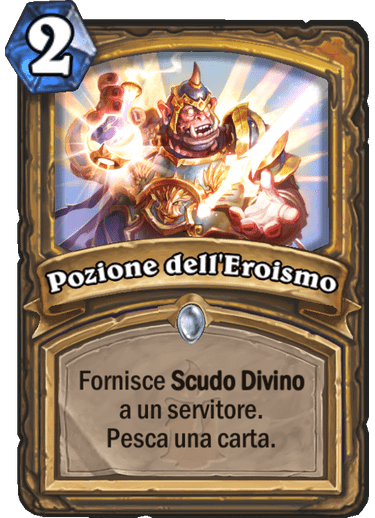 2
Pozione dell'Eroismo
Fornisce Scudo Divino
a un servitore.
Pesca una carta.